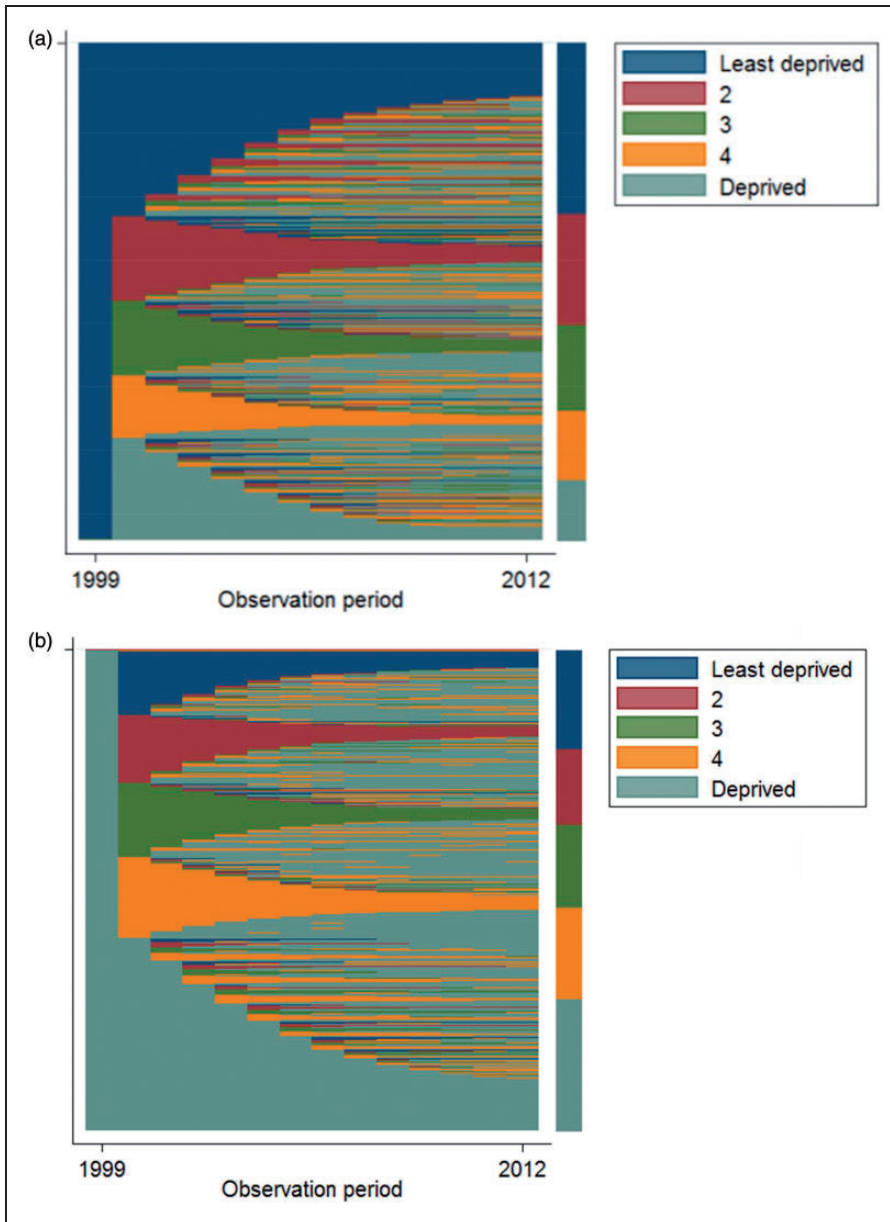 (a)
Least deprived
2
3
4
Deprived
1999 2012
Observation period
(b)
Least deprived
2
3
4
Deprived
1999 2012
Observation period